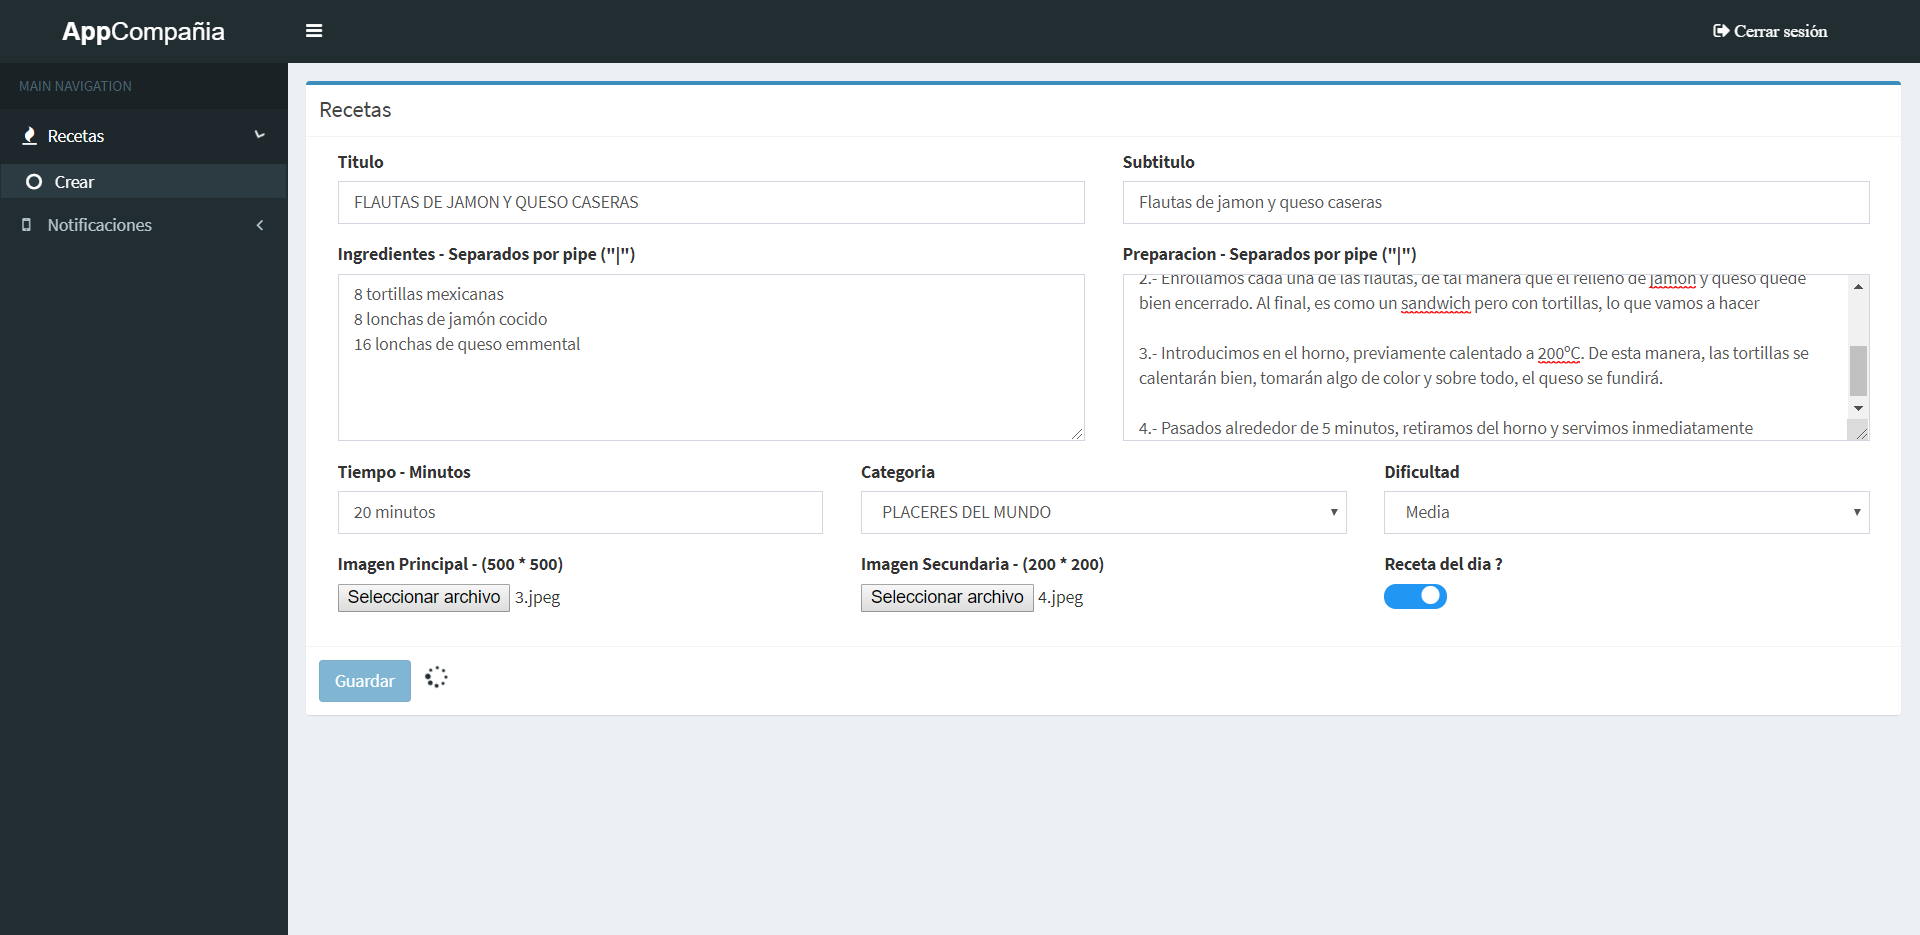 AppCompañia
Cerrar sesión
MAIN NAVIGATION
Recetas
Crear
Notificaciones
Recetas
Titulo
FLAUTAS DE JAMON Y QUESO CASERAS
Subtitulo
Flautas de jamon y queso caseras
Ingredientes - Separados por pipe ("|")
8 tortillas mexicanas
8 lonchas de jamón cocido
16 lonchas de queso emmental
Preparacion - Separados por pipe ("|")
2.- Enrollamos cada una de las flautas, de tal manera que el relleno de jamon y queso quede
bien encerrado. Al final, es como un sandwich pero con tortillas, lo que vamos a hacer
3.- Introducimos en el horno, previamente calentado a 200ºC. De esta manera, las tortillas se
calentarán bien, tomarán algo de color y sobre todo, el queso se fundirá.
4.- Pasados alrededor de 5 minutos, retiramos del horno y servimos inmediatamente
Tiempo - Minutos
20 minutos
Categoria
PLACERES DEL MUNDO
Dificultad
Media
Imagen Principal - (500 * 500)
Seleccionar archivo 3.jpeg
Imagen Secundaria - (200 * 200)
Seleccionar archivo 4.jpeg
Receta del dia ?
Guardar